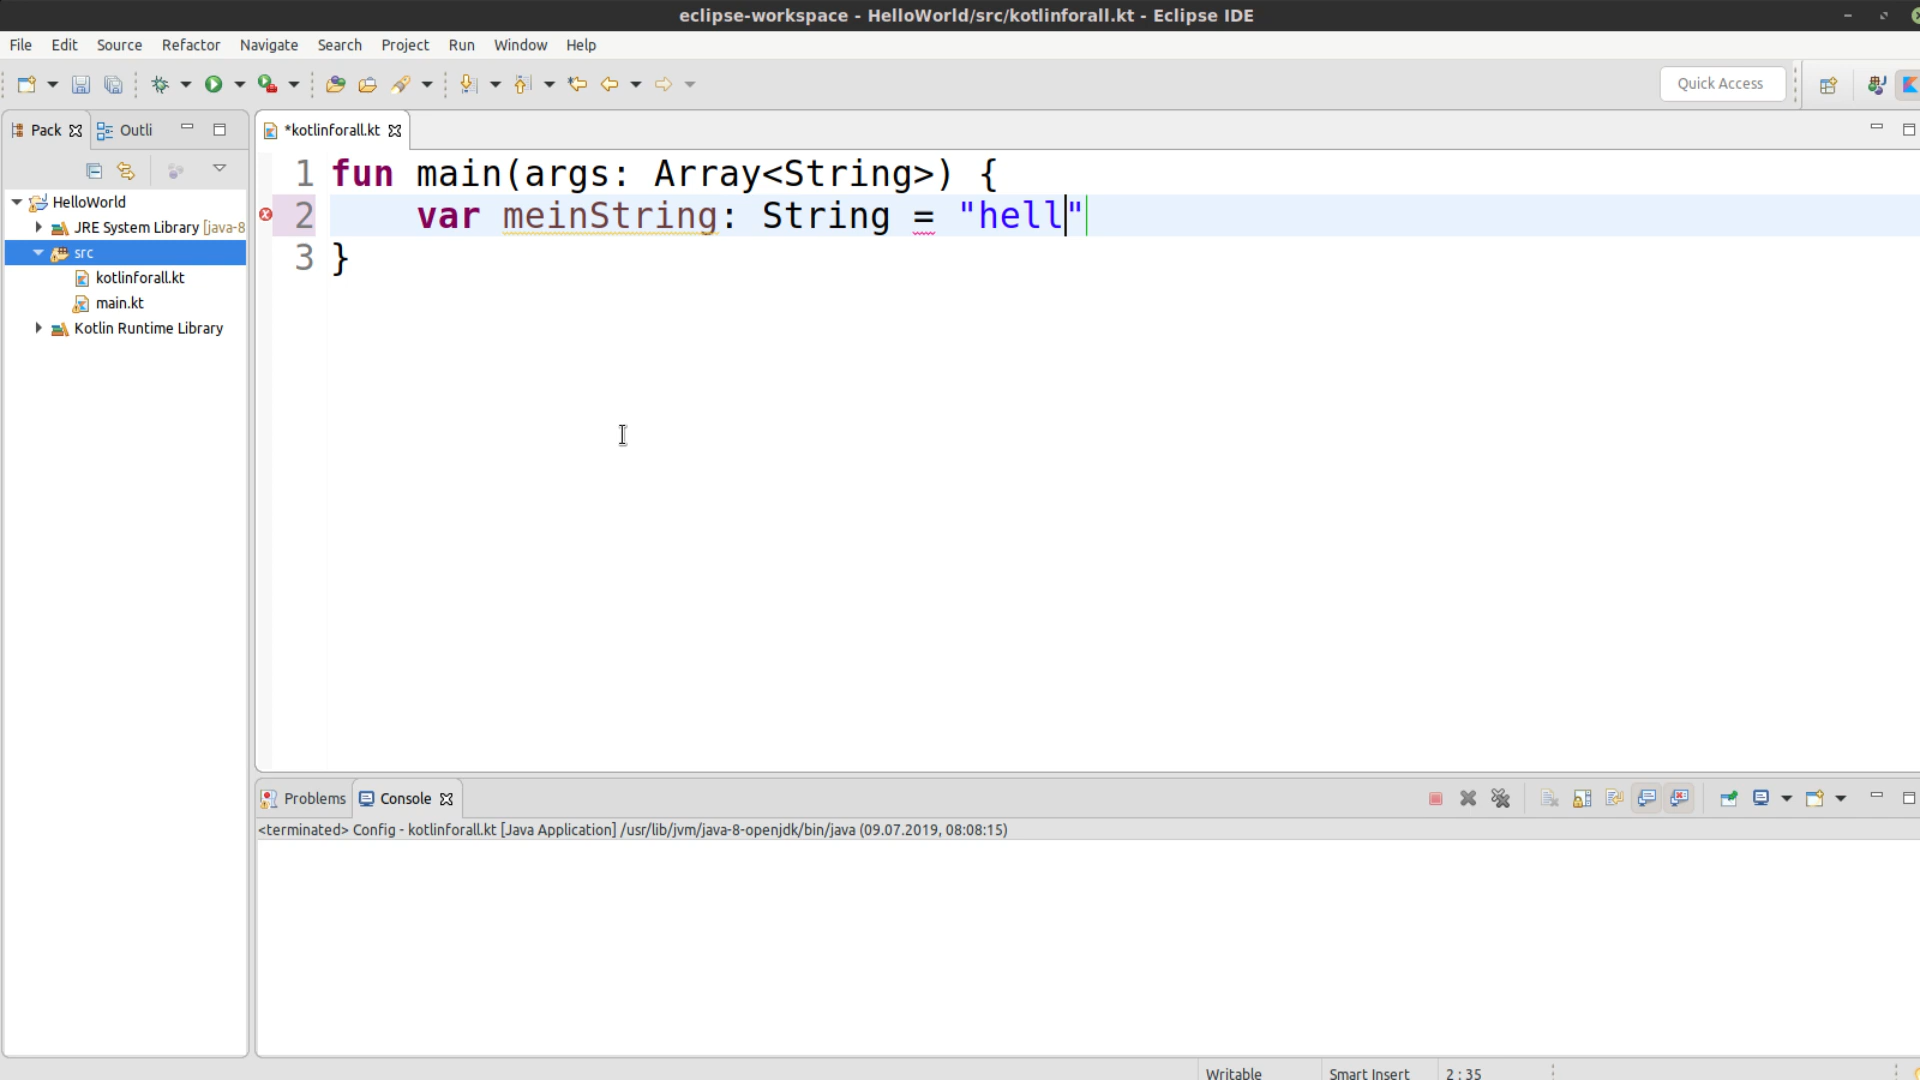 eclipse-workspace - HelloWorld/src/kotlinforall.kt - Eclipse IDE
File Edit Source Refactor Navigate Search Project Run Window Help
Quick Access
Pack Outli
*kotlinforall.kt
HelloWorld
JRE System Library [java-8
src
kotlinforall.kt
main.kt
Kotlin Runtime Library
1 fun main(args: Array<String>) {
2 var meinString: String = "hell"
3 }
Problems Console
<terminated> Config - kotlinforall.kt [Java Application] /usr/lib/jvm/java-8-openjdk/bin/java (09.07.2019, 08:08:15)
Writable Smart Insert 2 : 35